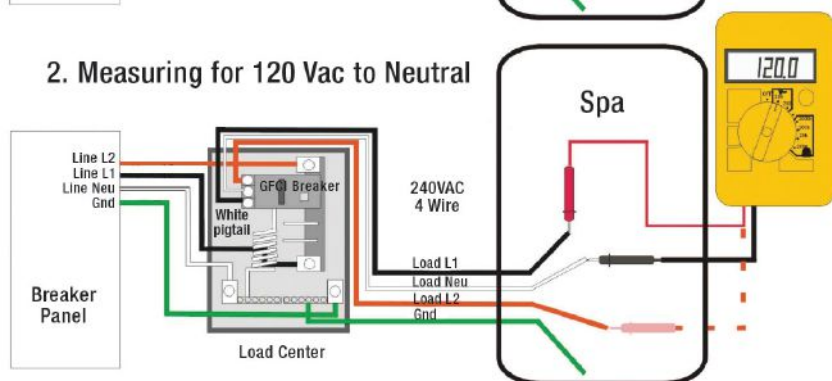 2. Measuring for 120 Vac to Neutral
120.0
Spa
Line L2
Line L1
Line Neu
Gnd
GFCI Breaker
White
pigtail
240VAC
4 Wire
Load L1
Load Neu
Load L2
Gnd
Breaker
Panel
Load Center